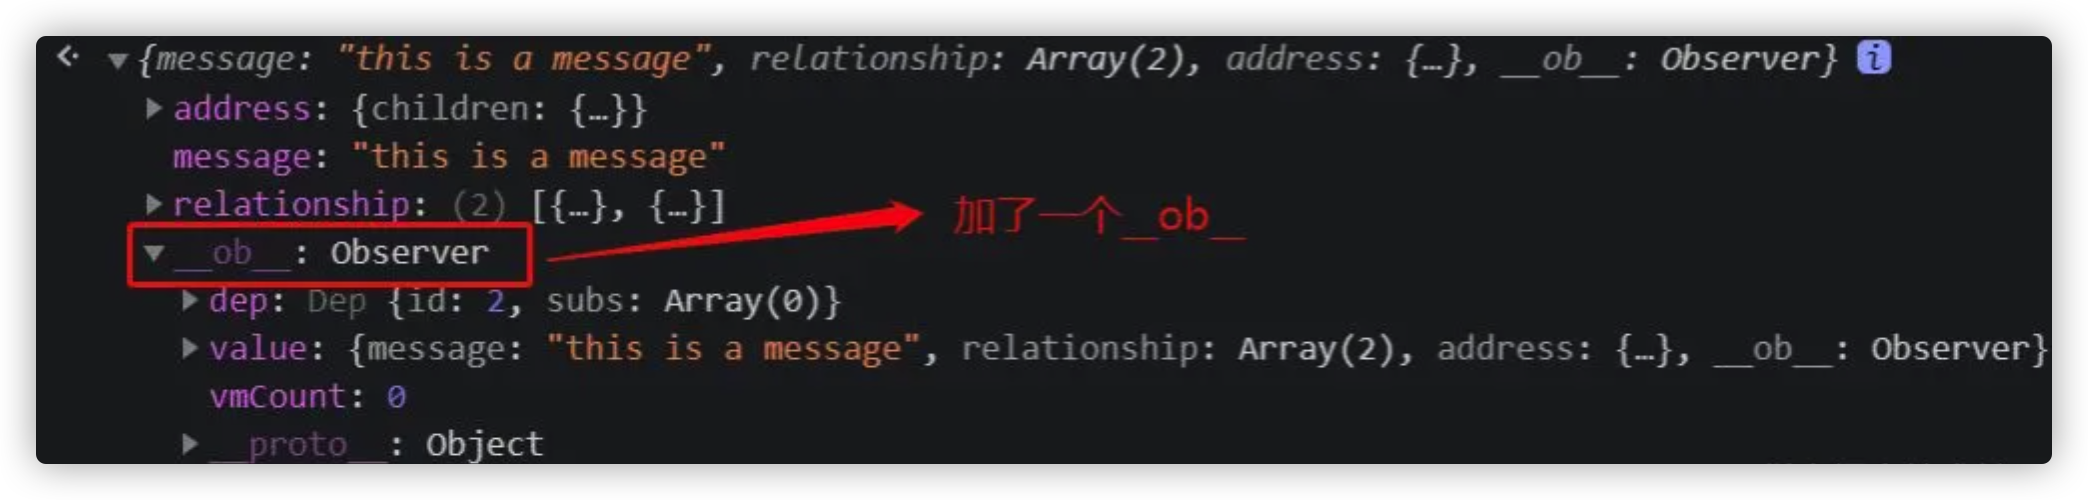 {message: "this is a message", relationship: Array(2), address: {…}, __ob__: Observer} i
address: {children: {…}}
message: "this is a message"
relationship: (2) [{…}, {…}]
加了一个__ob__
__ob__: Observer
dep: Dep {id: 2, subs: Array(0)}
value: {message: "this is a message", relationship: Array(2), address: {…}, __ob__: Observer}
vmCount: 0
__proto__: Object